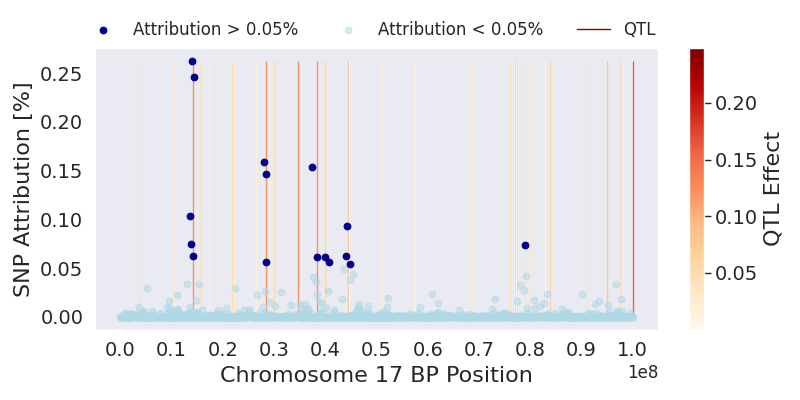 Attribution > 0.05% Attribution < 0.05% QTL
SNP Attribution [%]
0.25
0.20
0.15
0.10
0.05
0.00
0.0 0.1 0.2 0.3 0.4 0.5 0.6 0.7 0.8 0.9 1.0
1e8
Chromosome 17 BP Position
0.20
0.15
0.10
0.05
QTL Effect